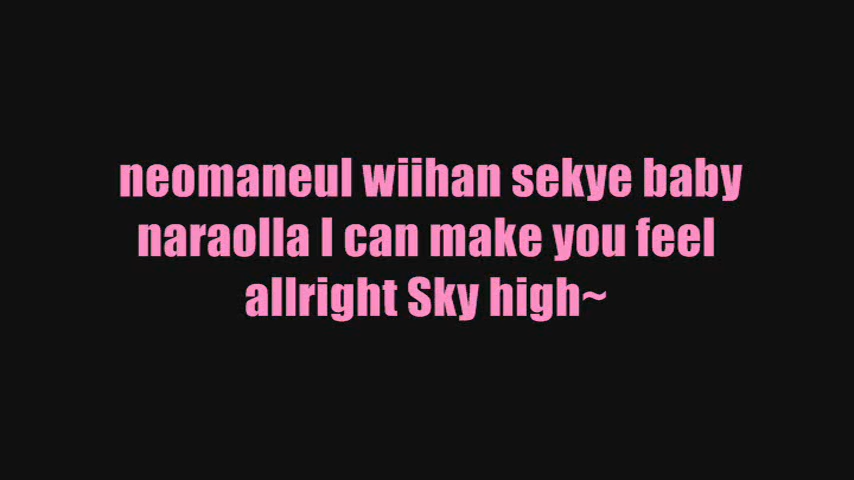 neomaneul wiihan sekye baby
naraolla I can make you feel
allright Sky high~